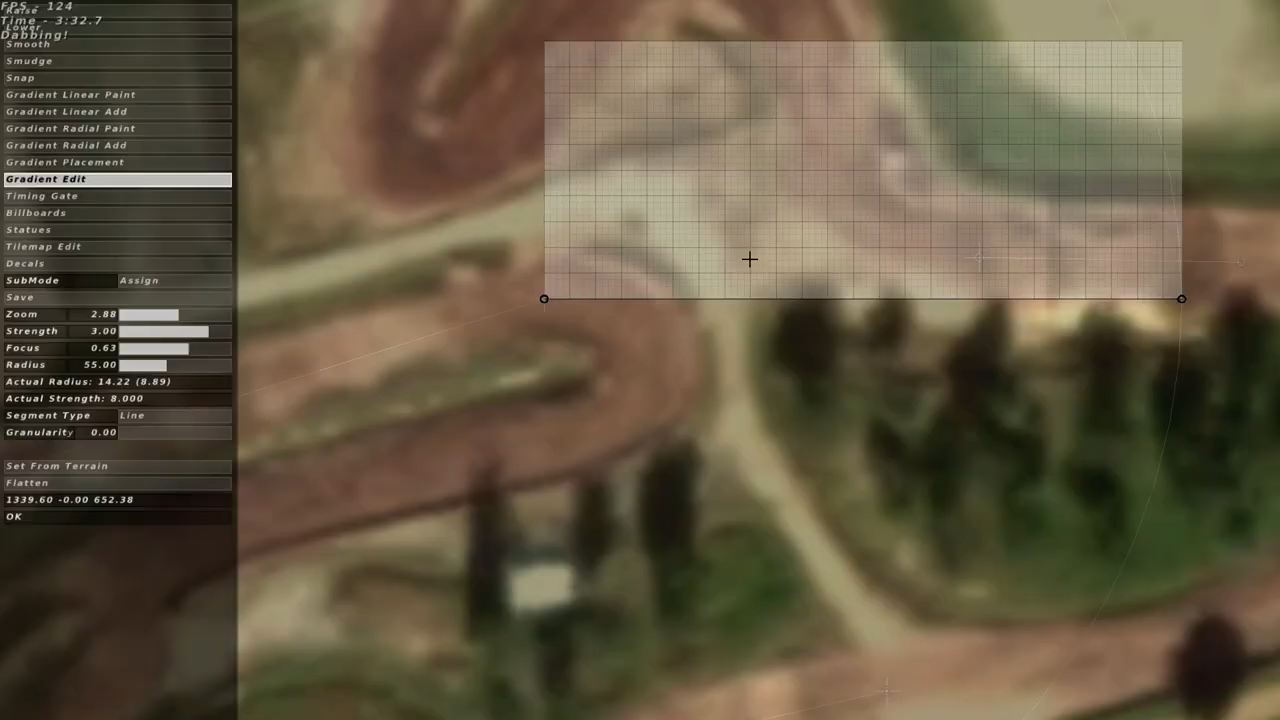 FPS - 124
Raise
Time - 3:32.7
Lower
Dabbing!
Smooth
Smudge
Snap
Gradient Linear Paint
Gradient Linear Add
Gradient Radial Paint
Gradient Radial Add
Gradient Placement
Gradient Edit
Timing Gate
Billboards
Statues
Tilemap Edit
Decals
SubMode Assign
Save
Zoom 2.88
Strength 3.00
Focus 0.63
Radius 55.00
Actual Radius: 14.22 (8.89)
Actual Strength: 8.000
Segment Type Line
Granularity 0.00
Set From Terrain
Flatten
1339.60 -0.00 652.38
OK